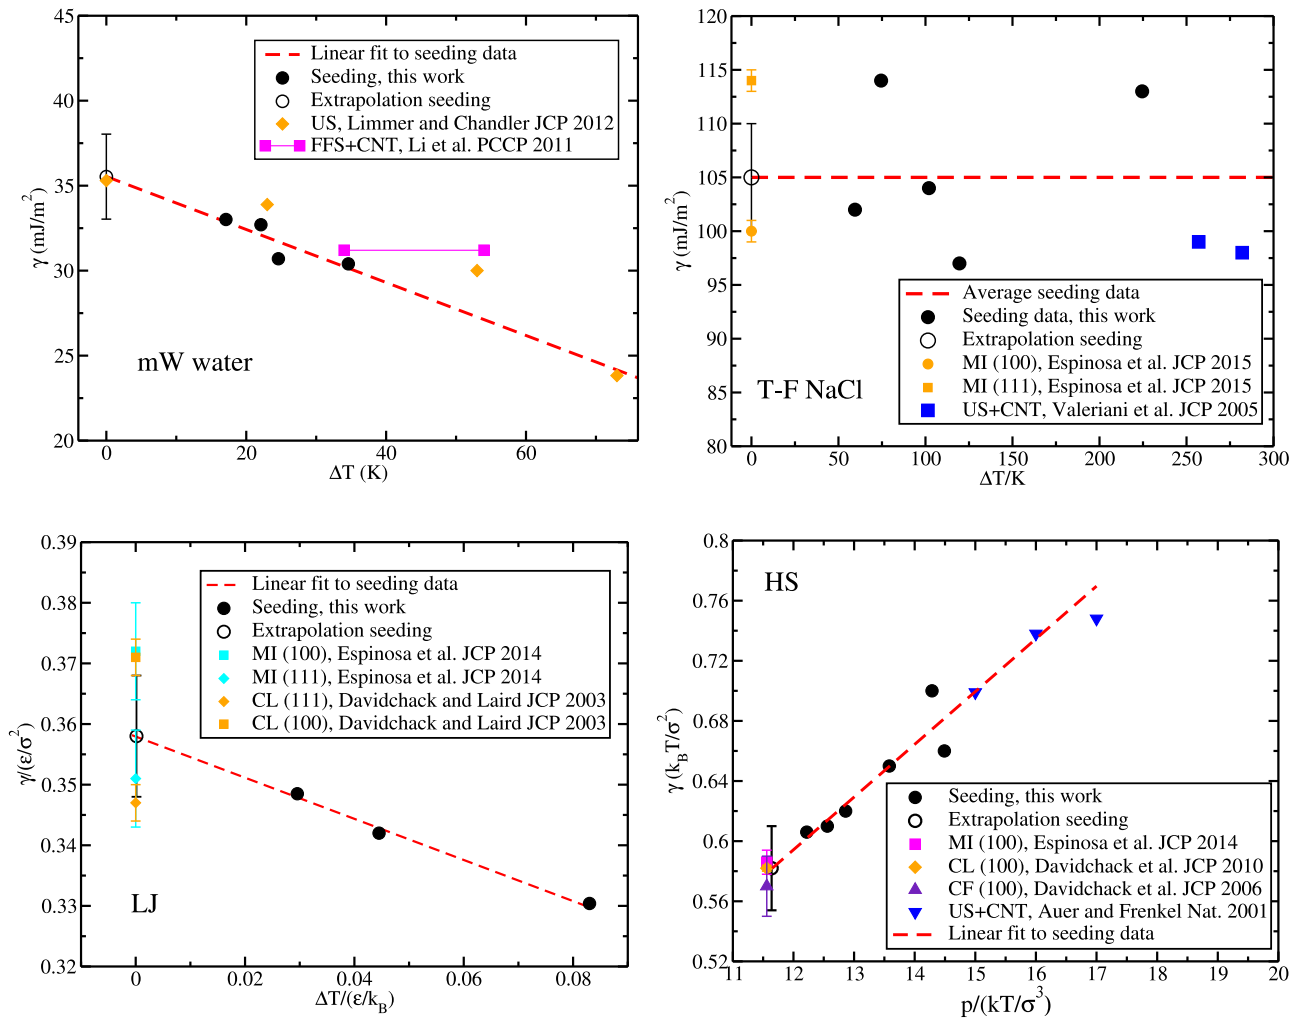 45
40
35
30
25
20
γ (mJ/m²)
Linear fit to seeding data
Seeding, this work
Extrapolation seeding
US, Limmer and Chandler JCP 2012
FFS+CNT, Li et al. PCCP 2011
mW water
0 20 40 60
ΔT (K)
120
115
110
105
100
95
90
85
80
γ (mJ/m²)
Average seeding data
Seeding data, this work
Extrapolation seeding
MI (100), Espinosa et al. JCP 2015
MI (111), Espinosa et al. JCP 2015
US+CNT, Valeriani et al. JCP 2005
T-F NaCl
0 50 100 150 200 250 300
ΔT/K
0.39
0.38
0.37
0.36
0.35
0.34
0.33
0.32
γ/(ε/σ²)
Linear fit to seeding data
Seeding, this work
Extrapolation seeding
MI (100), Espinosa et al. JCP 2014
MI (111), Espinosa et al. JCP 2014
CL (111), Davidchack and Laird JCP 2003
CL (100), Davidchack and Laird JCP 2003
LJ
0 0.02 0.04 0.06 0.08
ΔT/(ε/k_B)
0.8
0.76
0.72
0.68
0.64
0.6
0.56
0.52
γ (k_BT/σ²)
HS
Seeding, this work
Extrapolation seeding
MI (100), Espinosa et al. JCP 2014
CL (100), Davidchack et al. JCP 2010
CF (100), Davidchack et al. JCP 2006
US+CNT, Auer and Frenkel Nat. 2001
Linear fit to seeding data
11 12 13 14 15 16 17 18 19 20
p/(kT/σ³)